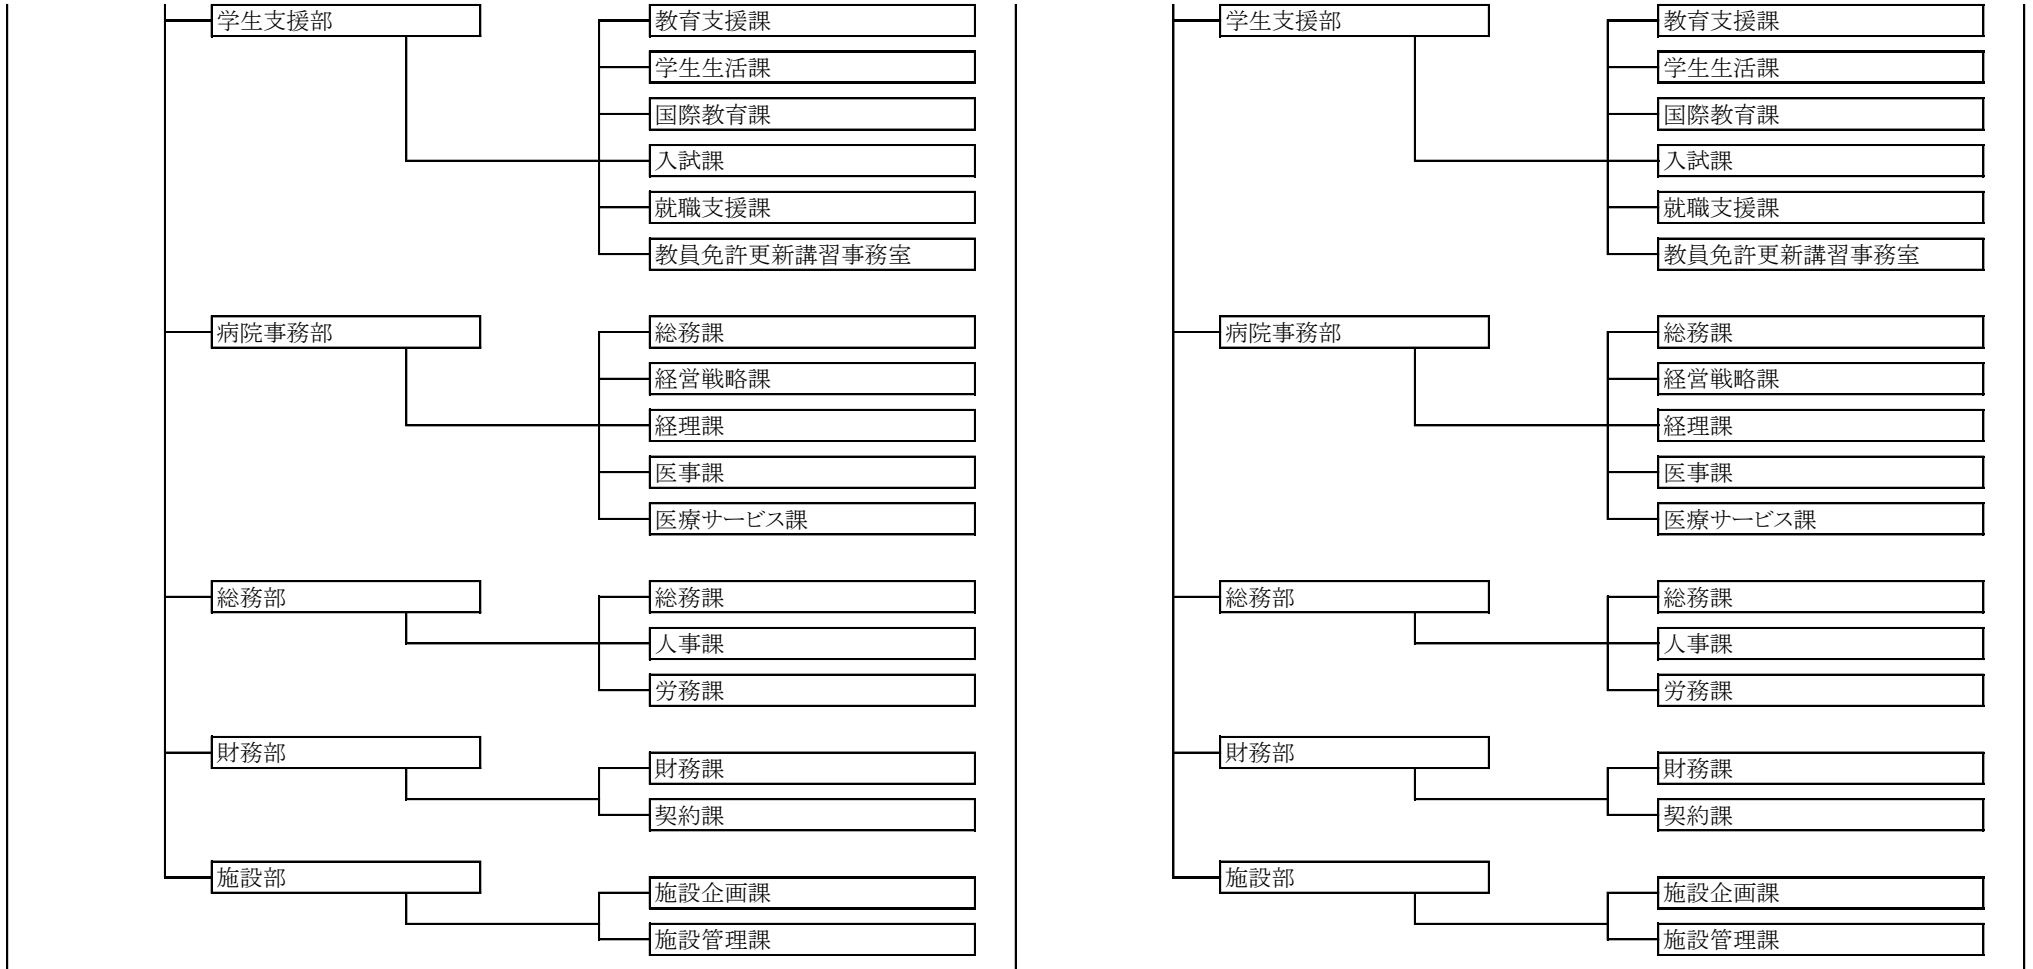 学生支援部
教育支援課
学生生活課
国際教育課
入試課
就職支援課
教員免許更新講習事務室
病院事務部
総務課
経営戦略課
経理課
医事課
医療サービス課
総務部
総務課
人事課
労務課
財務部
財務課
契約課
施設部
施設企画課
施設管理課
学生支援部
教育支援課
学生生活課
国際教育課
入試課
就職支援課
教員免許更新講習事務室
病院事務部
総務課
経営戦略課
経理課
医事課
医療サービス課
総務部
総務課
人事課
労務課
財務部
財務課
契約課
施設部
施設企画課
施設管理課